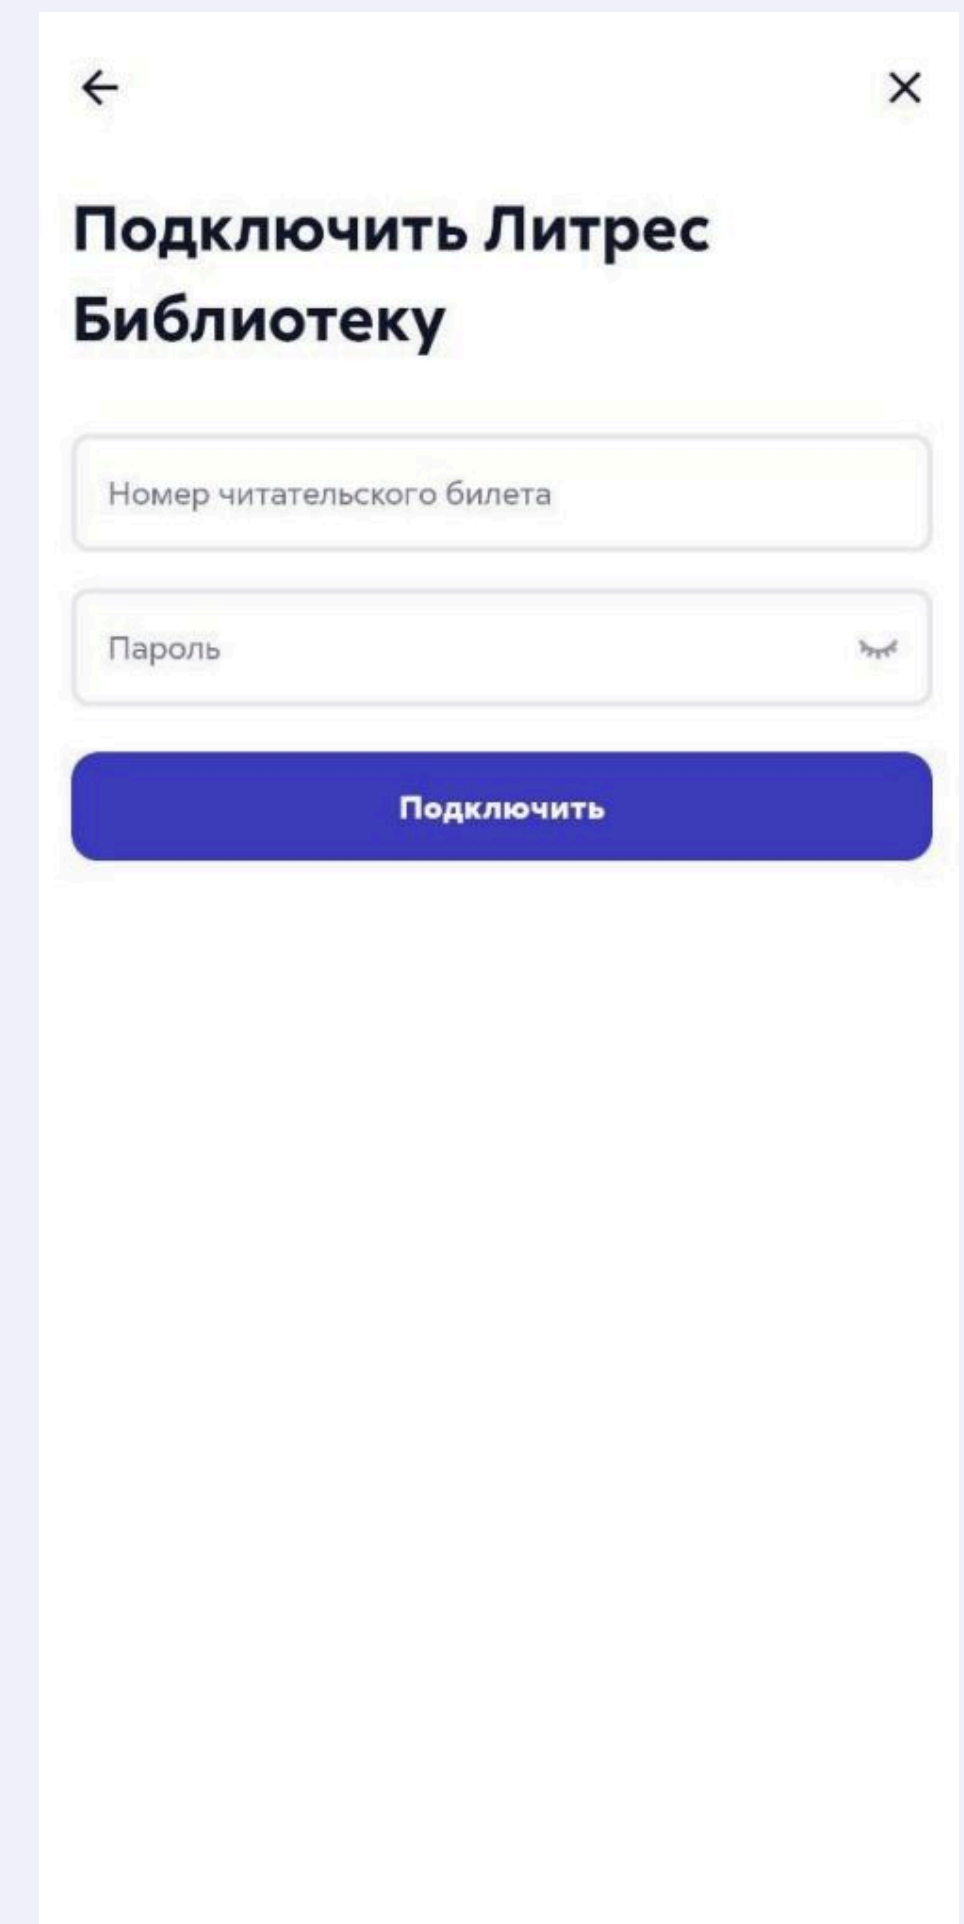 Подключить Литрес
Библиотеку
Номер читательского билета
Пароль
Подключить